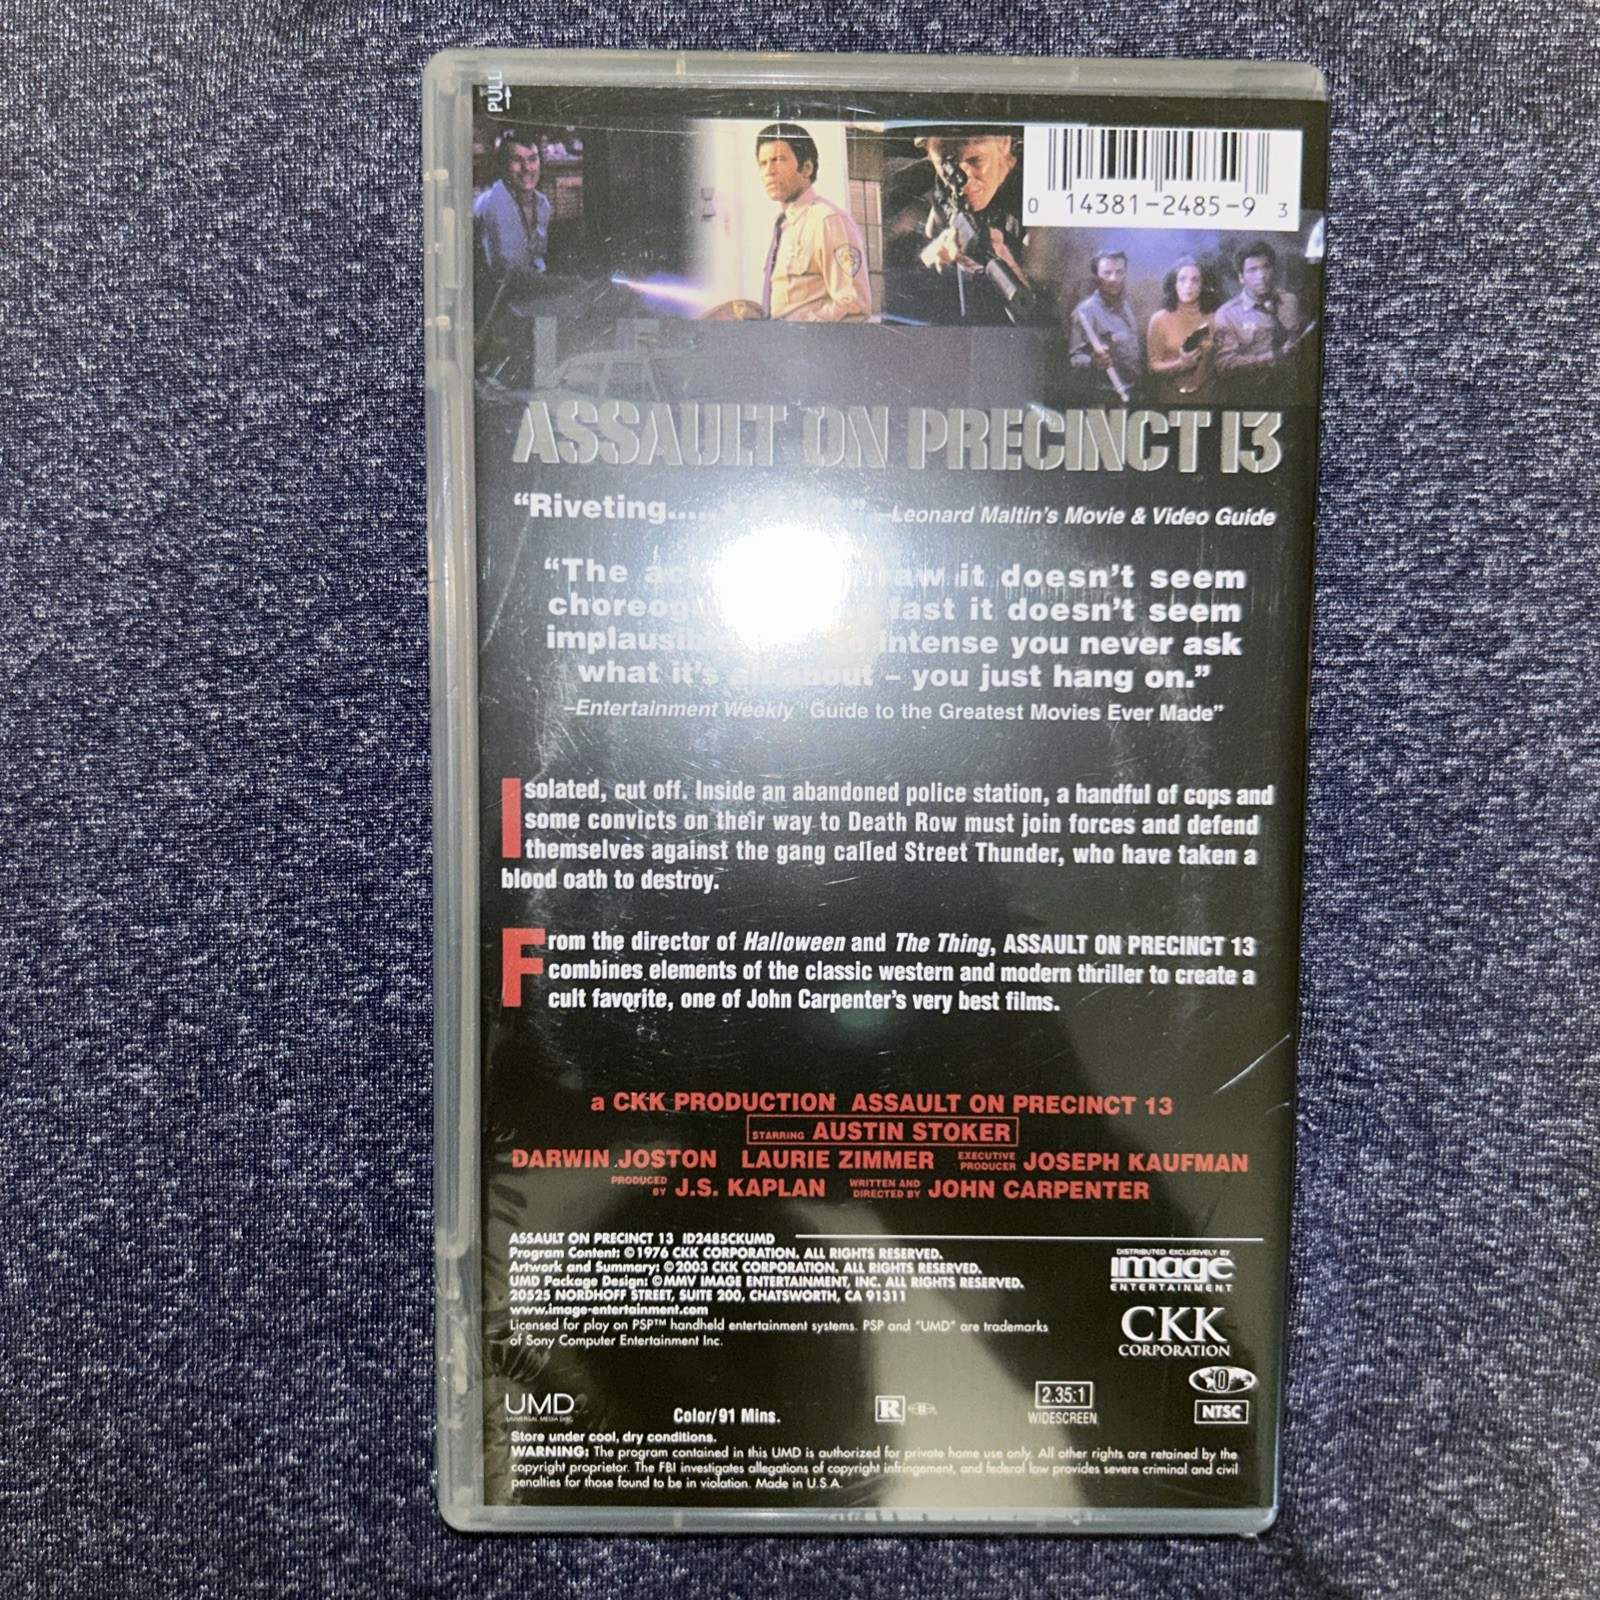 PULL
0 14381-2485-9 3
ASSAULT ON PRECINCT 13
“Riveting..... —Leonard Maltin's Movie & Video Guide
“The it doesn't seem
fast it doesn't seem
intense you never ask
what it's all about – you just hang on.”
–Entertainment Weekly “Guide to the Greatest Movies Ever Made”
Isolated, cut off. Inside an abandoned police station, a handful of cops and
some convicts on their way to Death Row must join forces and defend
themselves against the gang called Street Thunder, who have taken a
blood oath to destroy.
From the director of Halloween and The Thing, ASSAULT ON PRECINCT 13
combines elements of the classic western and modern thriller to create a
cult favorite, one of John Carpenter's very best films.
a CKK PRODUCTION ASSAULT ON PRECINCT 13
STARRING AUSTIN STOKER
DARWIN JOSTON LAURIE ZIMMER EXECUTIVE PRODUCER JOSEPH KAUFMAN
PRODUCED BY J.S. KAPLAN WRITTEN AND DIRECTED BY JOHN CARPENTER
ASSAULT ON PRECINCT 13 ID2485CKUMD
Program Content: ©1976 CKK CORPORATION. ALL RIGHTS RESERVED.
Artwork and Summary: ©2003 CKK CORPORATION. ALL RIGHTS RESERVED.
UMD Package Design: ©MMV IMAGE ENTERTAINMENT, INC. ALL RIGHTS RESERVED.
20525 NORDHOFF STREET, SUITE 200, CHATSWORTH, CA 91311
www.image-entertainment.com
Licensed for play on PSP™ handheld entertainment systems. PSP and "UMD" are trademarks
of Sony Computer Entertainment Inc.
DISTRIBUTED EXCLUSIVELY BY
image
ENTERTAINMENT
CKK
CORPORATION
0
NTSC
UMD
UNIVERSAL MEDIA DISC
Color/91 Mins.
R
2.35:1
WIDESCREEN
Store under cool, dry conditions.
WARNING: The program contained in this UMD is authorized for private home use only. All other rights are retained by the
copyright proprietor. The FBI investigates allegations of copyright infringement, and federal law provides severe criminal and civil
penalties for those found to be in violation. Made in U.S.A.